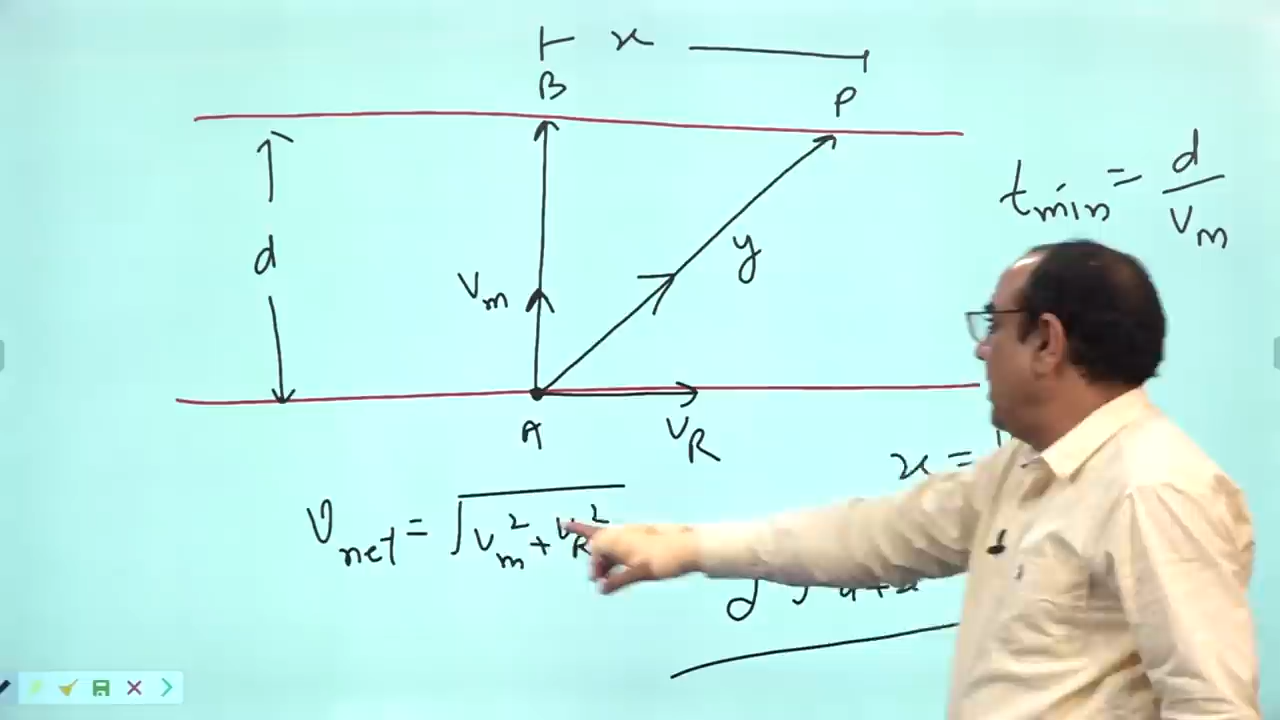 x
B P
d
Vm
y
tmin = d/Vm
A
VR
x =
Vnet = √Vm² + VR²